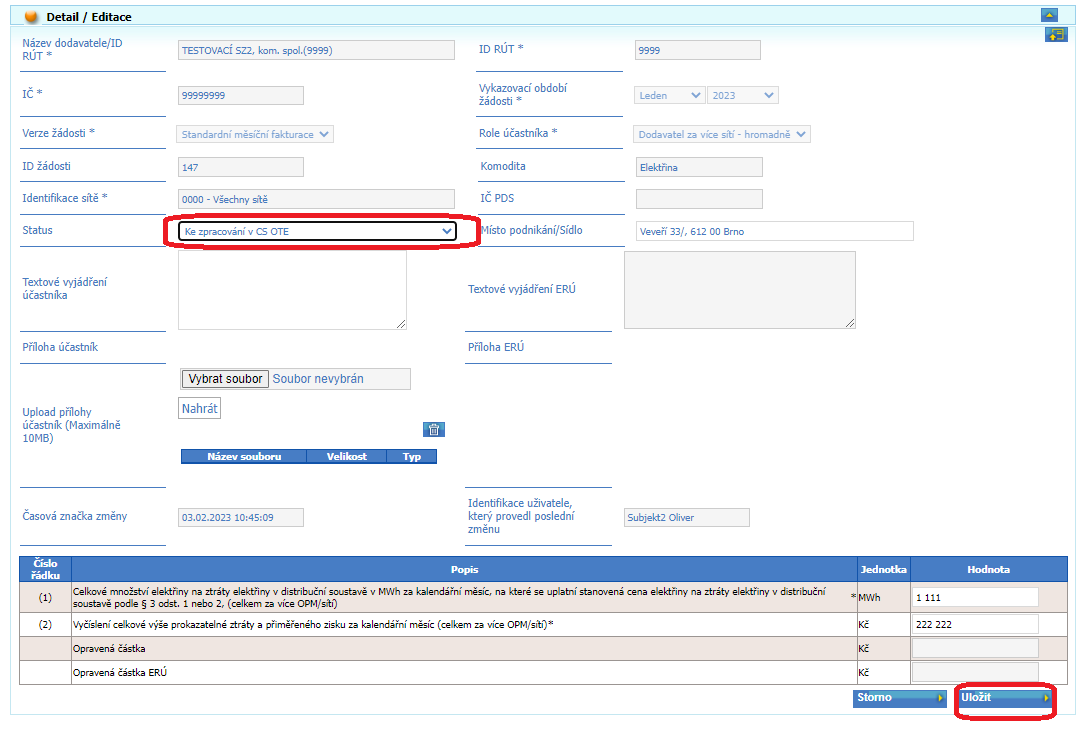 Detail / Editace
Název dodavatele/ID
RÚT *
TESTOVACÍ SZ2, kom. spol.(9999)
ID RÚT *
9999
IČ *
99999999
Vykazovací období
žádosti *
Leden
2023
Verze žádosti *
Standardní měsíční fakturace
Role účastníka *
Dodavatel za více sítí - hromadně
ID žádosti
147
Komodita
Elektřina
Identifikace sítě *
0000 - Všechny sítě
IČ PDS
Status
Ke zpracování v CS OTE
Místo podnikání/Sídlo
Veveří 33/, 612 00 Brno
Textové vyjádření
účastníka
Textové vyjádření ERÚ
Příloha účastník
Příloha ERÚ
Upload přílohy
účastník (Maximálně
10MB)
Vybrat soubor Soubor nevybrán
Nahrát
Název souboru Velikost Typ
Časová značka změny
03.02.2023 10:45:09
Identifikace uživatele,
který provedl poslední
změnu
Subjekt2 Oliver
Číslo
řádku
Popis
Jednotka
Hodnota
(1)
Celkové množství elektřiny na ztráty elektřiny v distribuční soustavě v MWh za kalendářní měsíc, na které se uplatní stanovená cena elektřiny na ztráty elektřiny v distribuční
soustavě podle § 3 odst. 1 nebo 2, (celkem za více OPM/sítí)
*
MWh
1 111
(2)
Vyčíslení celkové výše prokazatelné ztráty a přiměřeného zisku za kalendářní měsíc (celkem za více OPM/sítí)*
Kč
222 222
Opravená částka
Kč
Opravená částka ERÚ
Kč
Storno
Uložit